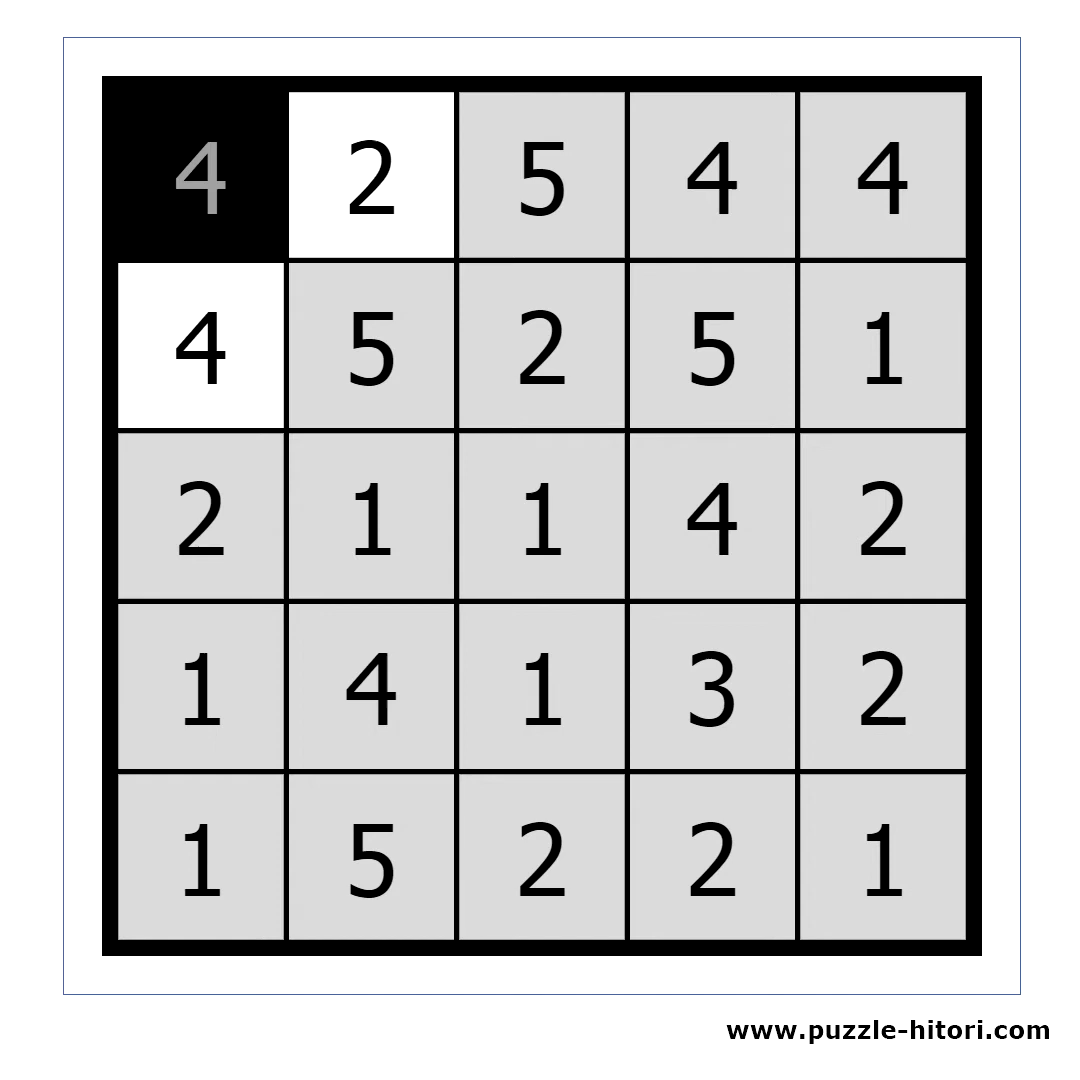 4 2 5 4 4
4 5 2 5 1
2 1 1 4 2
1 4 1 3 2
1 5 2 2 1
www.puzzle-hitori.com